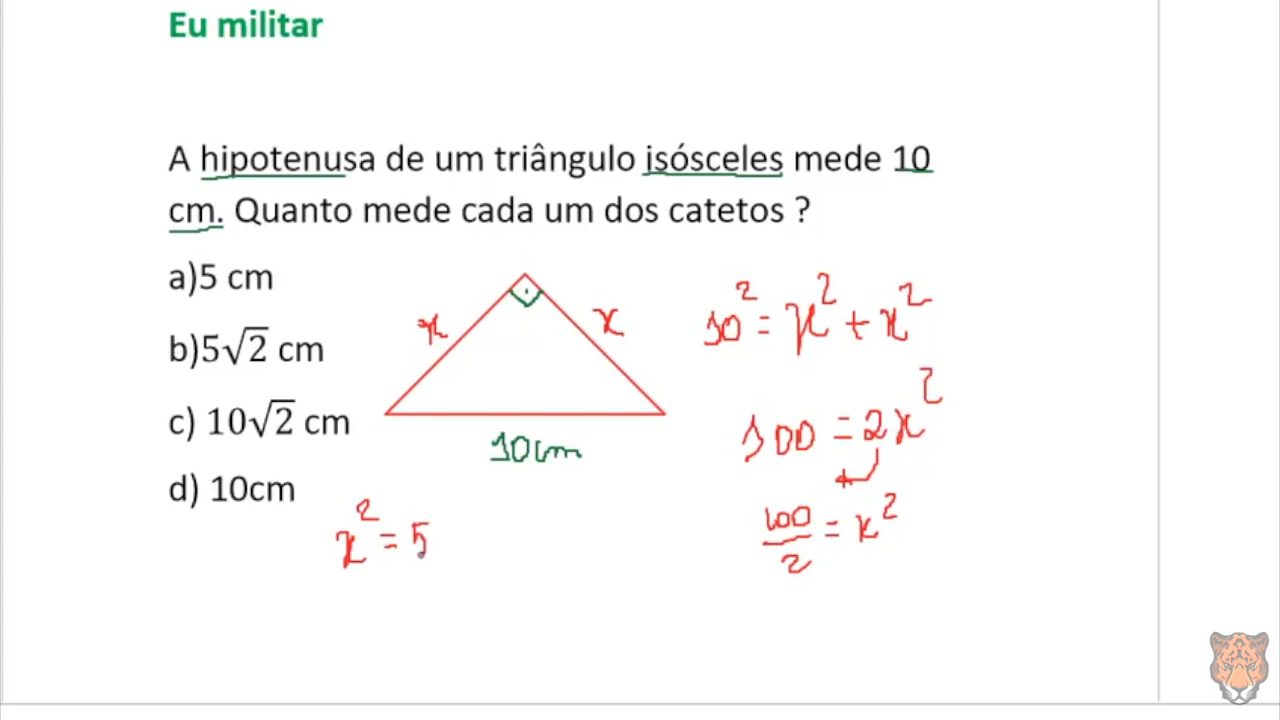 Eu militar
A hipotenusa de um triângulo isósceles mede 10
cm. Quanto mede cada um dos catetos ?
a)5 cm
b)5√2 cm
c) 10√2 cm
d) 10cm
x
x
10cm
10² = x² + x²
100 = 2x²
100/2 = x²
x² = 5